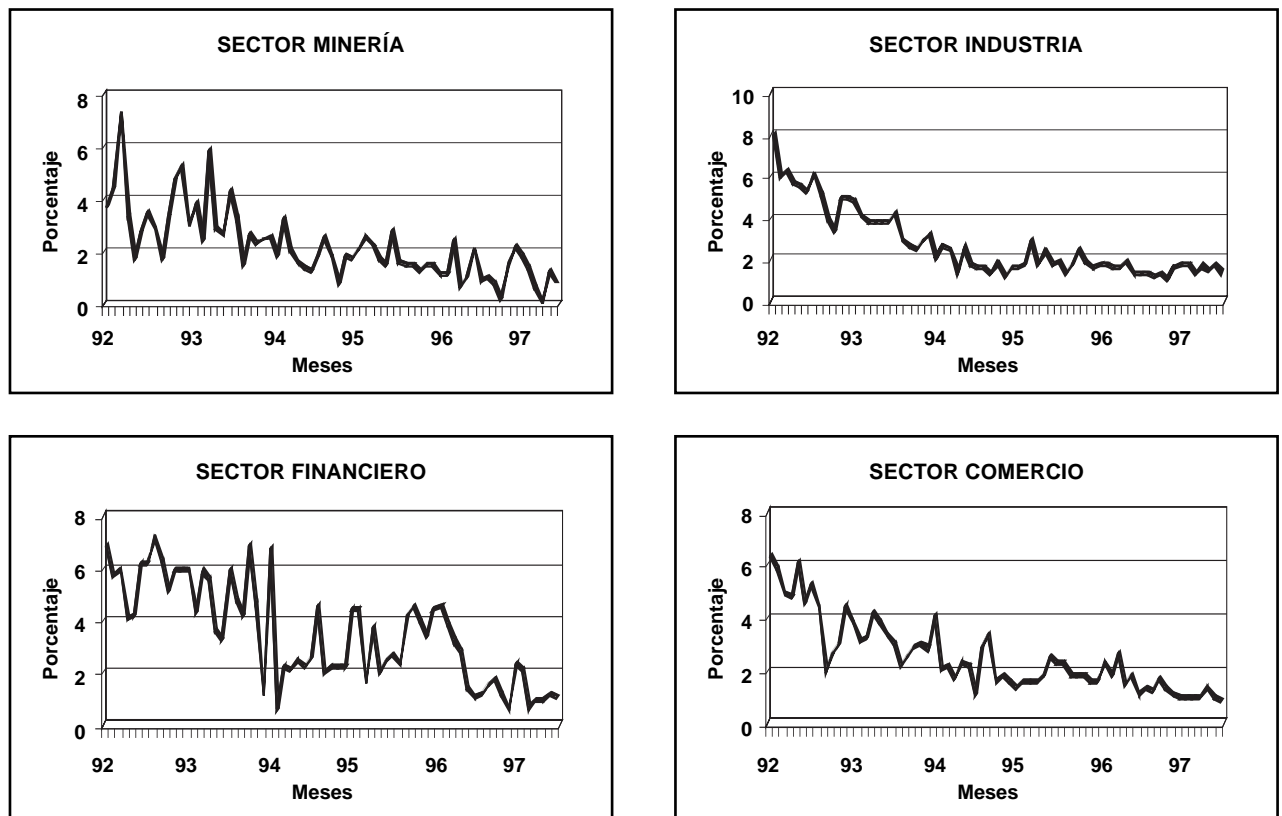 SECTOR MINERÍA
Porcentaje
8
6
4
2
0
92 93 94 95 96 97
Meses
SECTOR INDUSTRIA
Porcentaje
10
8
6
4
2
0
92 93 94 95 96 97
Meses
SECTOR FINANCIERO
Porcentaje
8
6
4
2
0
92 93 94 95 96 97
Meses
SECTOR COMERCIO
Porcentaje
8
6
4
2
0
92 93 94 95 96 97
Meses